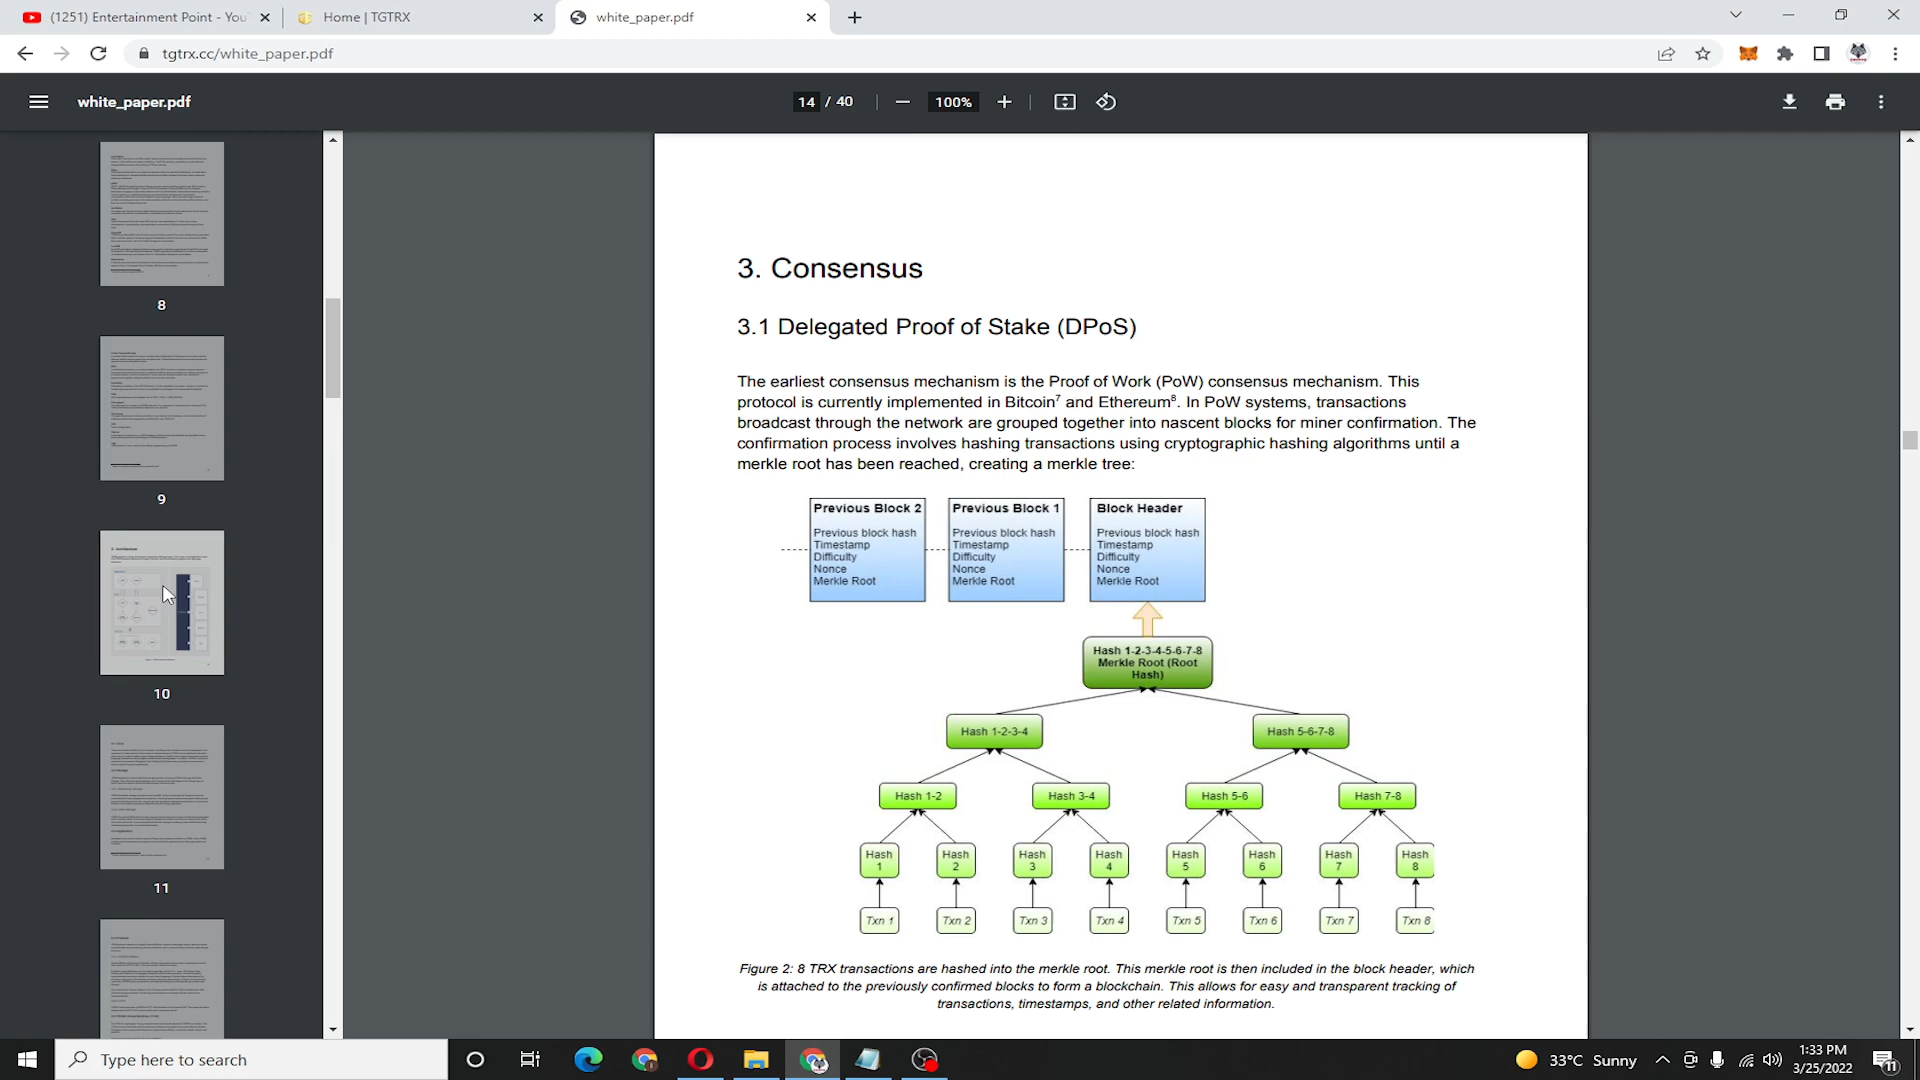 (1251) Entertainment Point - You
Home | TGTRX
white_paper.pdf
tgtrx.cc/white_paper.pdf
white_paper.pdf
14 / 40
100%
8
9
10
11
3. Consensus
3.1 Delegated Proof of Stake (DPoS)
The earliest consensus mechanism is the Proof of Work (PoW) consensus mechanism. This
protocol is currently implemented in Bitcoin⁷ and Ethereum⁸. In PoW systems, transactions
broadcast through the network are grouped together into nascent blocks for miner confirmation. The
confirmation process involves hashing transactions using cryptographic hashing algorithms until a
merkle root has been reached, creating a merkle tree:
Previous Block 2
Previous block hash
Timestamp
Difficulty
Nonce
Merkle Root
Previous Block 1
Previous block hash
Timestamp
Difficulty
Nonce
Merkle Root
Block Header
Previous block hash
Timestamp
Difficulty
Nonce
Merkle Root
Hash 1-2-3-4-5-6-7-8
Merkle Root (Root
Hash)
Hash 1-2-3-4
Hash 5-6-7-8
Hash 1-2
Hash 3-4
Hash 5-6
Hash 7-8
Hash
1
Hash
2
Hash
3
Hash
4
Hash
5
Hash
6
Hash
7
Hash
8
Txn 1
Txn 2
Txn 3
Txn 4
Txn 5
Txn 6
Txn 7
Txn 8
Figure 2: 8 TRX transactions are hashed into the merkle root. This merkle root is then included in the block header, which
is attached to the previously confirmed blocks to form a blockchain. This allows for easy and transparent tracking of
transactions, timestamps, and other related information.
Type here to search
33°C Sunny
1:33 PM
3/25/2022
11